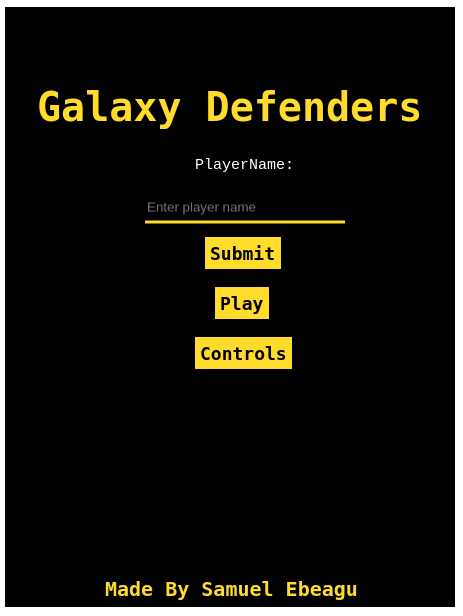 Galaxy Defenders
PlayerName:
Enter player name
Submit
Play
Controls
Made By Samuel Ebeagu